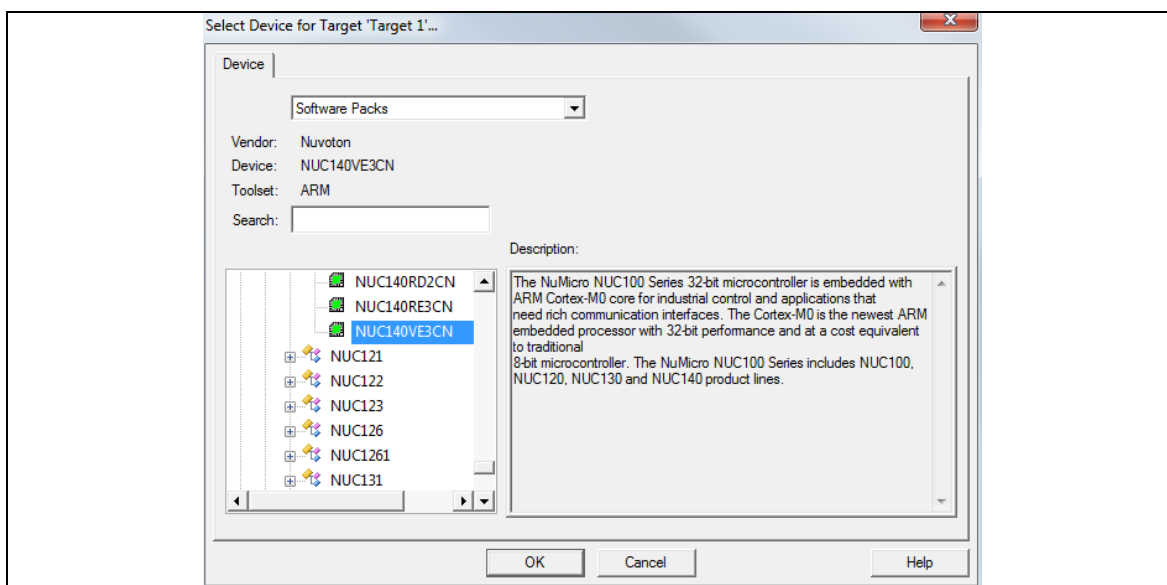 Select Device for Target 'Target 1'...
Device
Software Packs
Vendor: Nuvoton
Device: NUC140VE3CN
Toolset: ARM
Search:
Description:
NUC140RD2CN
NUC140RE3CN
NUC140VE3CN
NUC121
NUC122
NUC123
NUC126
NUC1261
NUC131
The NuMicro NUC100 Series 32-bit microcontroller is embedded with
ARM Cortex-M0 core for industrial control and applications that
need rich communication interfaces. The Cortex-M0 is the newest ARM
embedded processor with 32-bit performance and at a cost equivalent
to traditional
8-bit microcontroller. The NuMicro NUC100 Series includes NUC100,
NUC120, NUC130 and NUC140 product lines.
OK
Cancel
Help